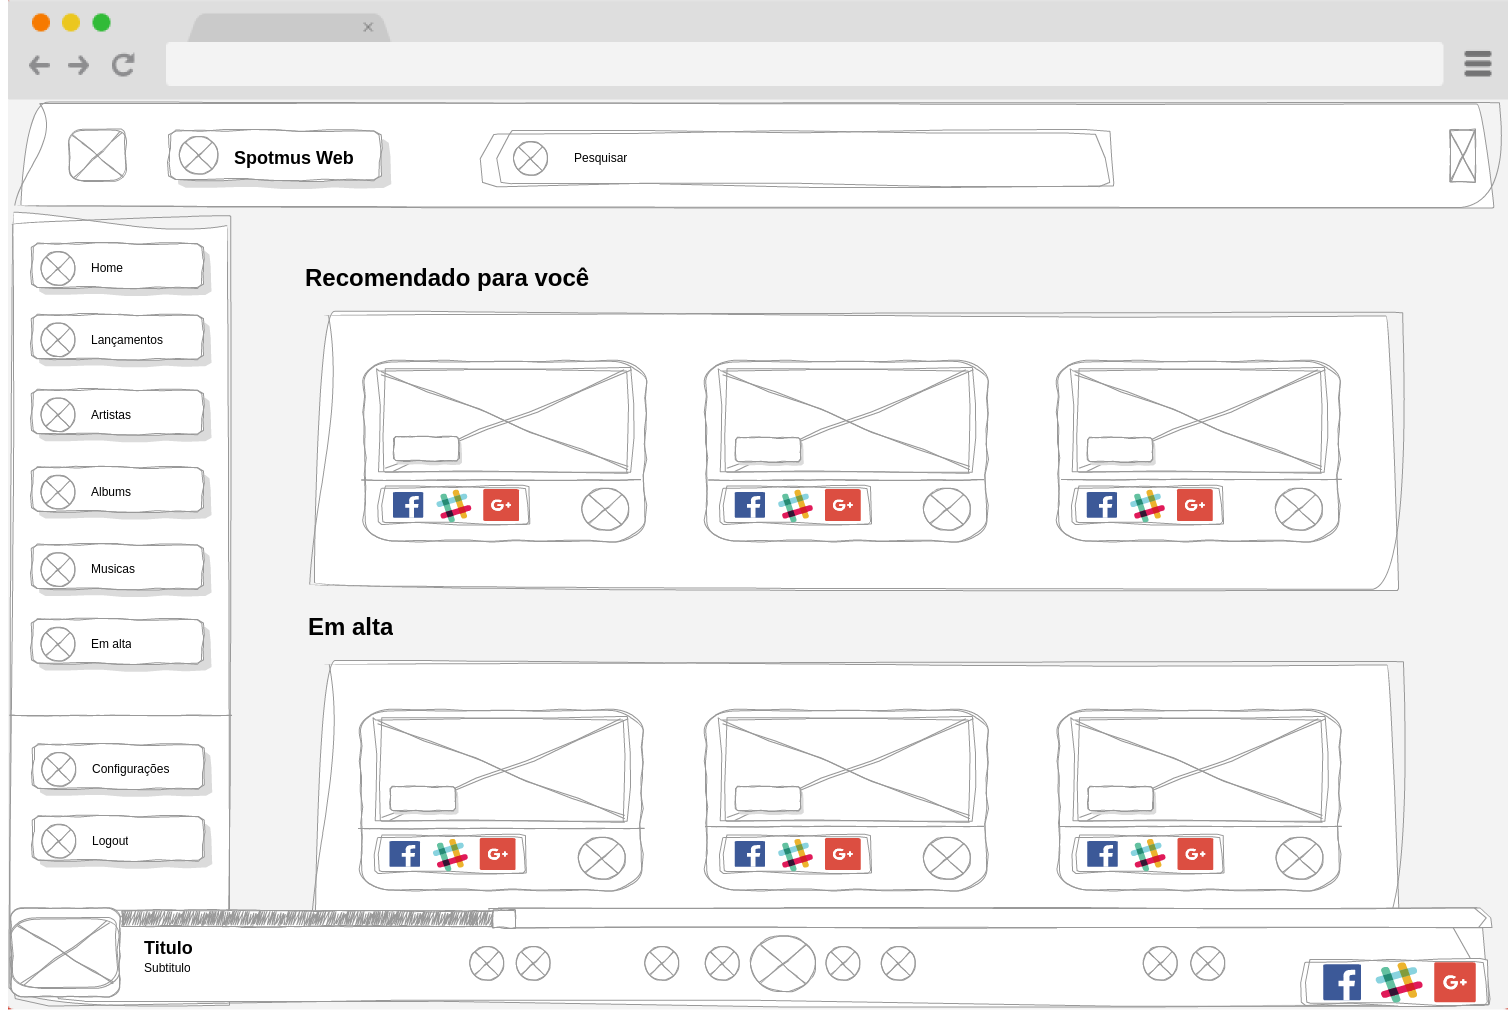 Spotmus Web
Pesquisar
Home
Lançamentos
Artistas
Albums
Musicas
Em alta
Configurações
Logout
Recomendado para você
G+
G+
G+
Em alta
G+
G+
G+
Titulo
Subtitulo
G+